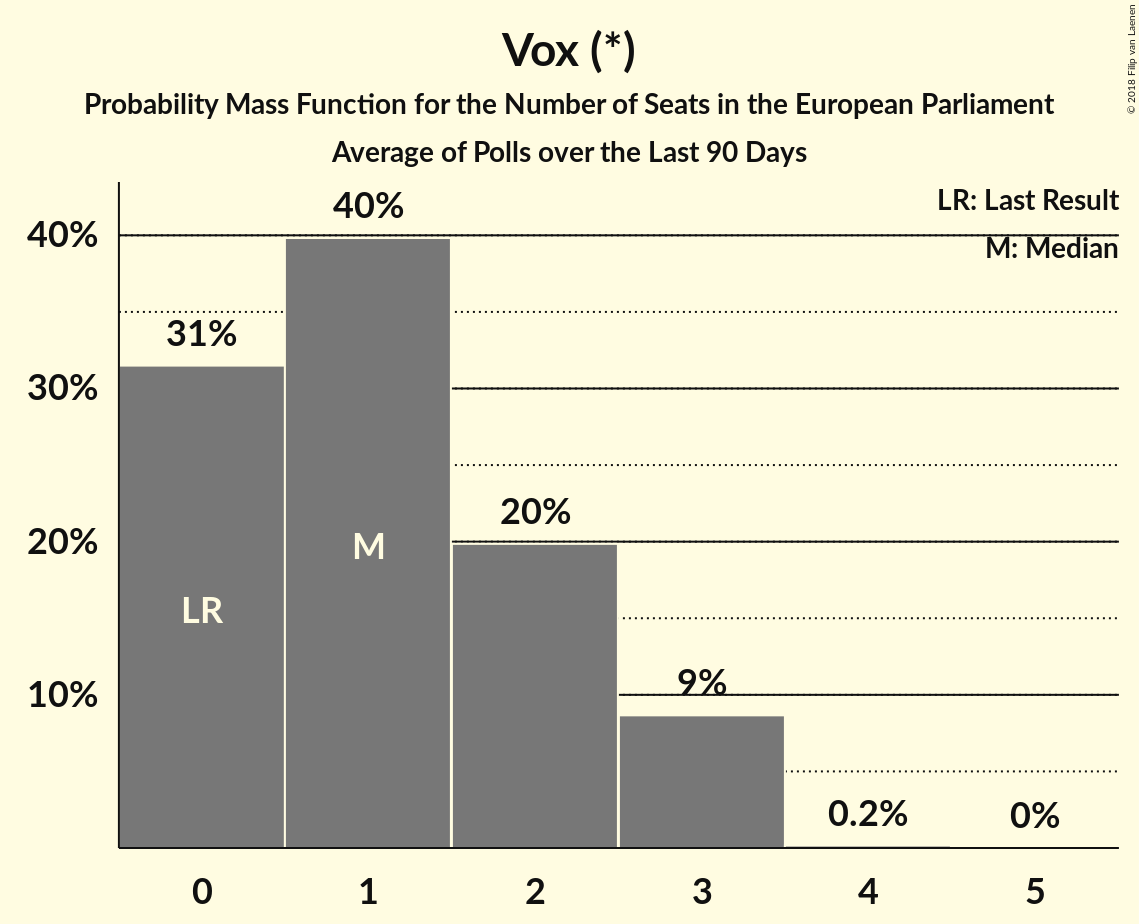 Vox (*)
Probability Mass Function for the Number of Seats in the European Parliament
Average of Polls over the Last 90 Days
© 2018 Filip van Laenen
LR: Last Result
M: Median
40%
30%
20%
10%
31%
40%
20%
9%
0.2%
0%
LR
M
0
1
2
3
4
5